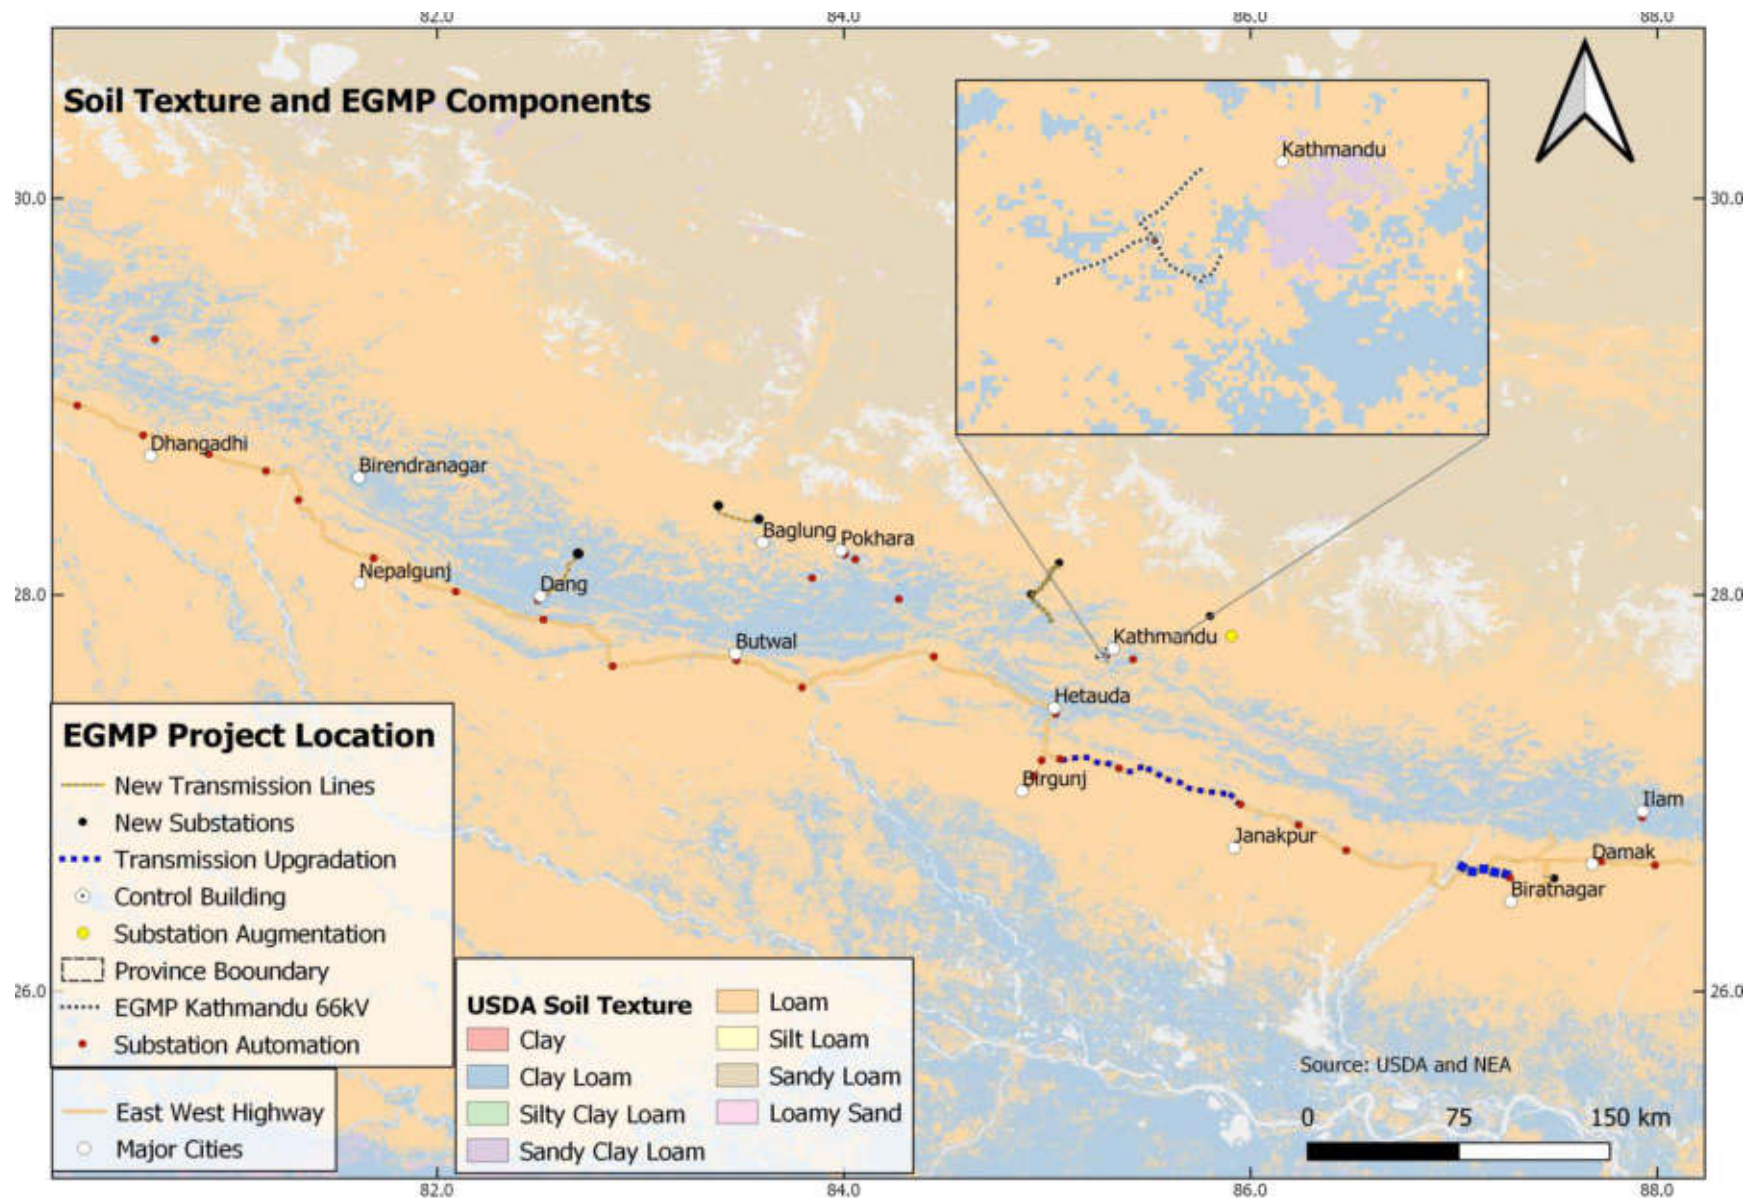 82.0 84.0 86.0 88.0
Soil Texture and EGMP Components
Kathmandu
30.0 30.0
Dhangadhi
Birendranagar
Baglung
Pokhara
Nepalgunj
Dang
28.0 28.0
Butwal
Kathmandu
Hetauda
Birgunj
Ilam
Janakpur
Damak
Biratnagar
EGMP Project Location
New Transmission Lines
New Substations
Transmission Upgradation
Control Building
Substation Augmentation
Province Booundary
EGMP Kathmandu 66kV
Substation Automation
East West Highway
Major Cities
26.0 26.0
USDA Soil Texture
Clay
Clay Loam
Silty Clay Loam
Sandy Clay Loam
Loam
Silt Loam
Sandy Loam
Loamy Sand
Source: USDA and NEA
0 75 150 km
82.0 84.0 86.0 88.0